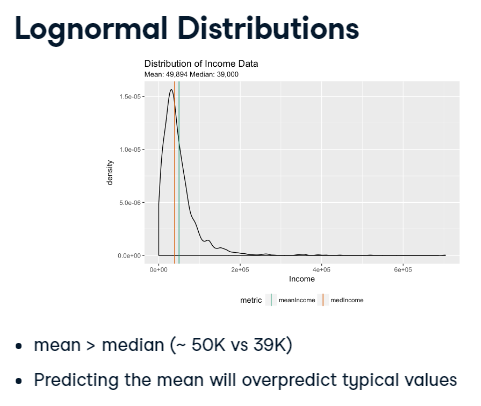 Lognormal Distributions
Distribution of Income Data
Mean: 49,894 Median: 39,000
1.5e-05
1.0e-05
5.0e-06
0.0e+00
density
0e+00 2e+05 4e+05 6e+05
Income
metric meanIncome medIncome
• mean > median (~ 50K vs 39K)
• Predicting the mean will overpredict typical values